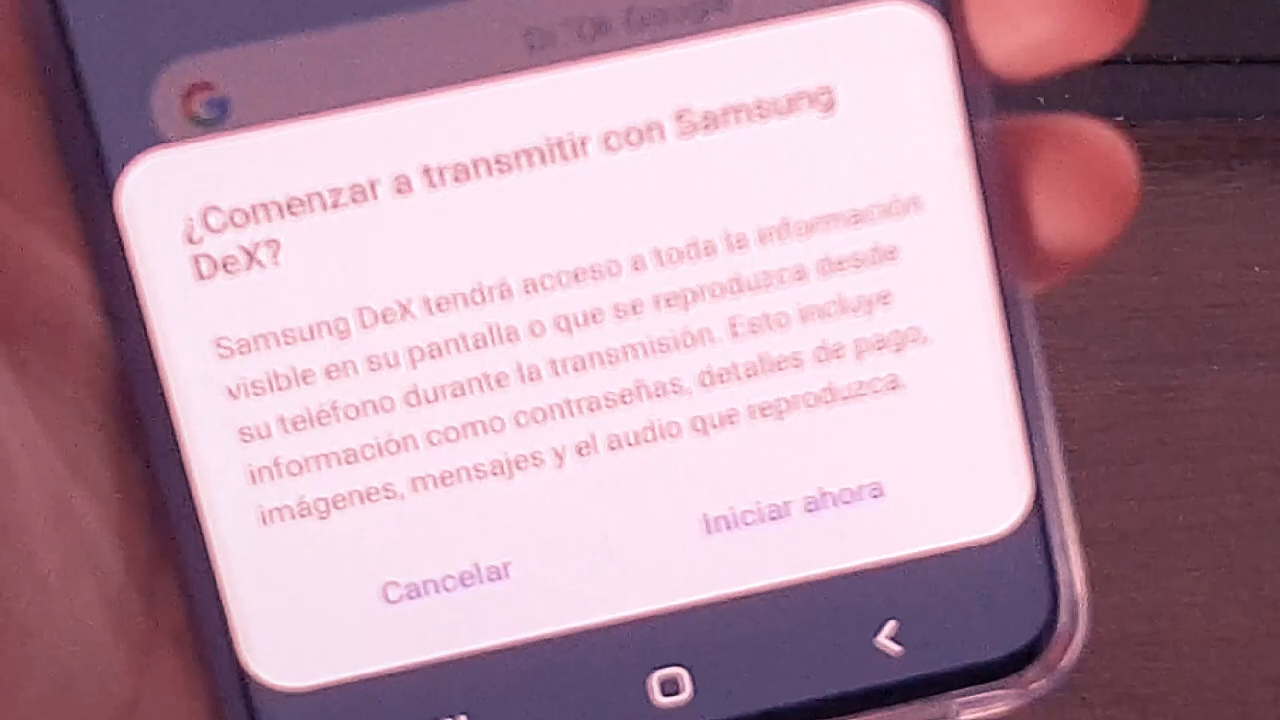 ¿Comenzar a transmitir con Samsung
DeX?
Samsung DeX tendrá acceso a toda la información
visible en su pantalla o que se reproduzca desde
su teléfono durante la transmisión. Esto incluye
información como contraseñas, detalles de pago,
imágenes, mensajes y el audio que reproduzca.
Cancelar
Iniciar ahora